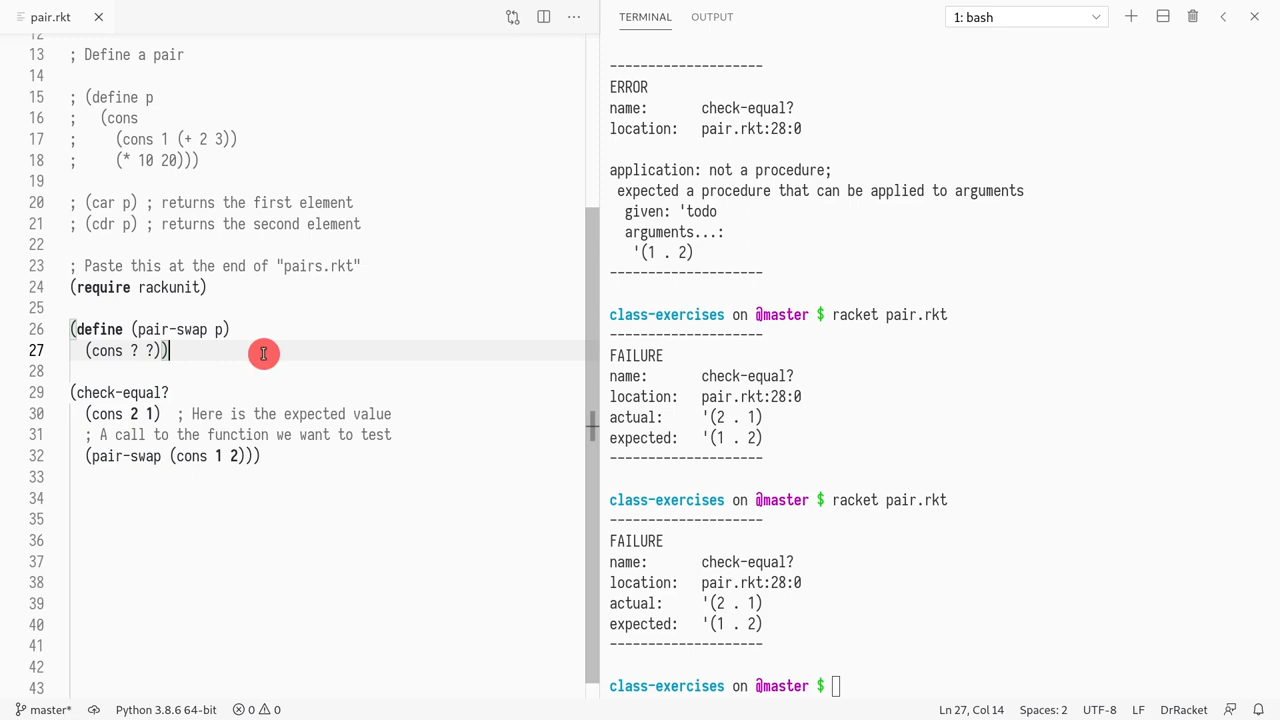 pair.rkt
12
13 ; Define a pair
14
15 ; (define p
16 ;   (cons
17 ;     (cons 1 (+ 2 3))
18 ;     (* 10 20)))
19
20 ; (car p) ; returns the first element
21 ; (cdr p) ; returns the second element
22
23 ; Paste this at the end of "pairs.rkt"
24 (require rackunit)
25
26 (define (pair-swap p)
27   (cons ? ?))
28
29 (check-equal?
30   (cons 2 1)  ; Here is the expected value
31   ; A call to the function we want to test
32   (pair-swap (cons 1 2)))
33
34
35
36
37
38
39
40
41
42
43
TERMINAL OUTPUT 1: bash
--------------------
ERROR
name:       check-equal?
location:   pair.rkt:28:0
application: not a procedure;
 expected a procedure that can be applied to arguments
  given: 'todo
  arguments...:
   '(1 . 2)
--------------------
class-exercises on @master $ racket pair.rkt
--------------------
FAILURE
name:       check-equal?
location:   pair.rkt:28:0
actual:     '(2 . 1)
expected:   '(1 . 2)
--------------------
class-exercises on @master $ racket pair.rkt
--------------------
FAILURE
name:       check-equal?
location:   pair.rkt:28:0
actual:     '(2 . 1)
expected:   '(1 . 2)
--------------------
class-exercises on @master $
master* Python 3.8.6 64-bit 0 0 Ln 27, Col 14 Spaces: 2 UTF-8 LF DrRacket